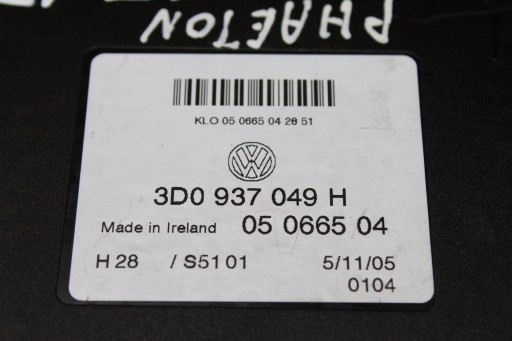 PHAETON
KLO 05 0665 04 28 51
3D0 937 049 H
Made in Ireland 05 0665 04
H 28 / S51 01 5/11/05
0104